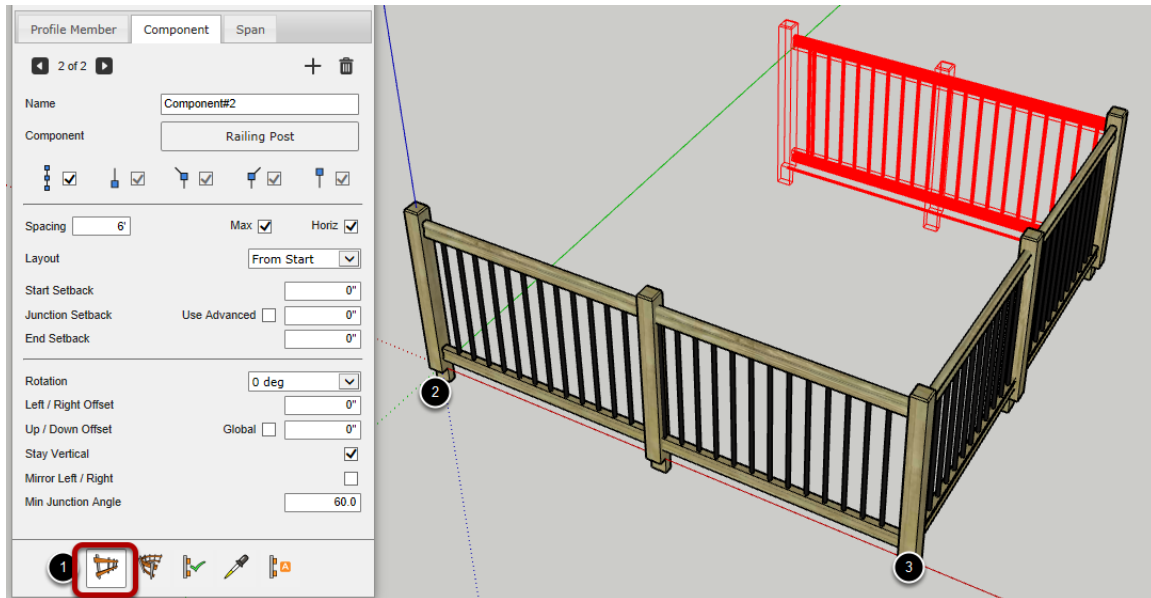 Profile Member Component Span
2 of 2
Name Component#2
Component Railing Post
Spacing 6' Max Horiz
Layout From Start
Start Setback 0"
Junction Setback Use Advanced 0"
End Setback 0"
Rotation 0 deg
Left / Right Offset 0"
Up / Down Offset Global 0"
Stay Vertical
Mirror Left / Right
Min Junction Angle 60.0
1
A
2
3